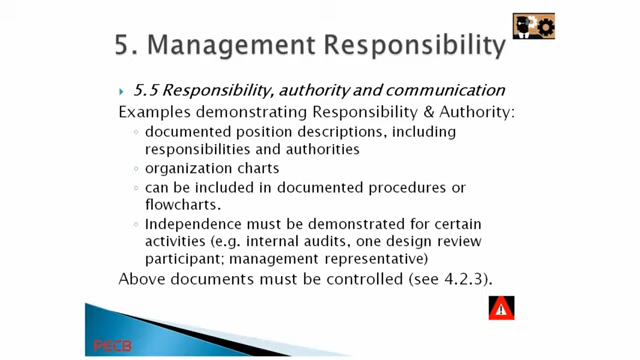 5. Management Responsibility
5.5 Responsibility, authority and communication
Examples demonstrating Responsibility & Authority:
documented position descriptions, including
responsibilities and authorities
organization charts
can be included in documented procedures or
flowcharts.
Independence must be demonstrated for certain
activities (e.g. internal audits, one design review
participant; management representative)
Above documents must be controlled (see 4.2.3).
PECB